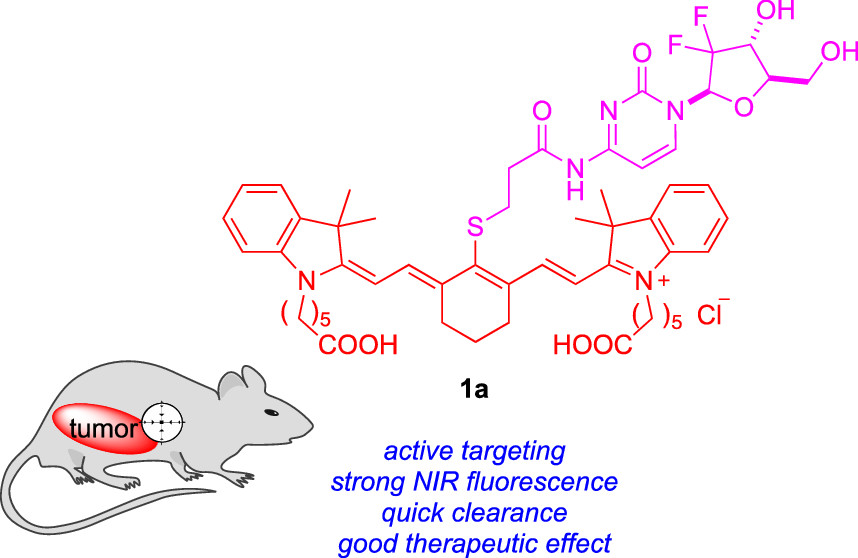 OH
F
F
OH
O
O
N
N
O
O
N
H
S
N
N +
( )5
( )5 Cl−
COOH
HOOC
1a
tumor
active targeting
strong NIR fluorescence
quick clearance
good therapeutic effect